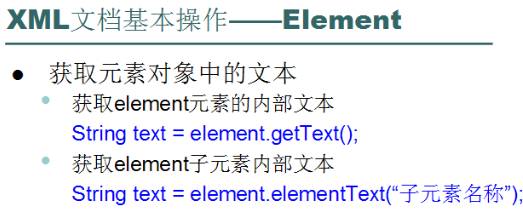 XML文档基本操作——Element
● 获取元素对象中的文本
• 获取element元素的内部文本
String text = element.getText();
• 获取element子元素内部文本
String text = element.elementText(“子元素名称”);